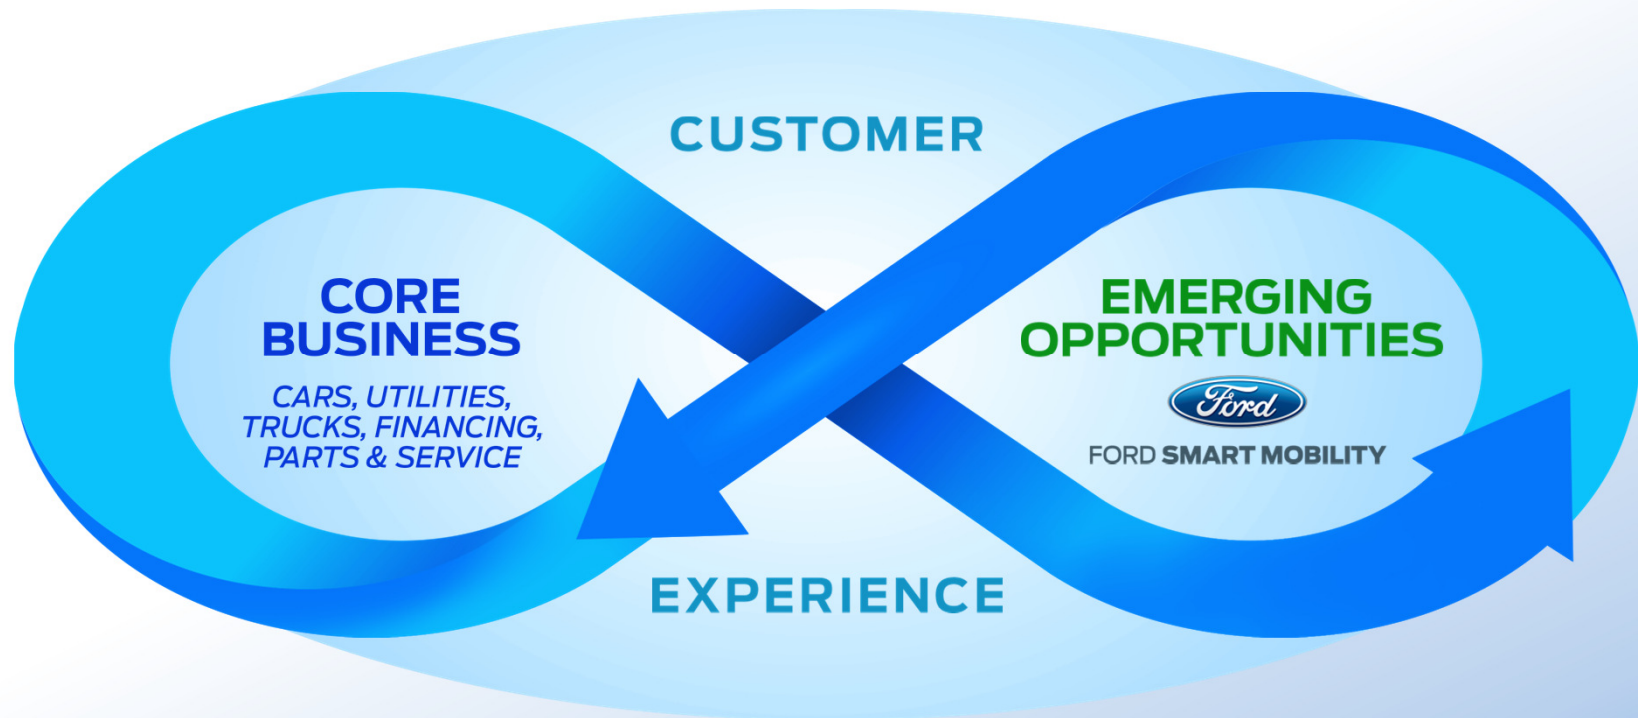 CUSTOMER
CORE
BUSINESS
CARS, UTILITIES,
TRUCKS, FINANCING,
PARTS & SERVICE
EMERGING
OPPORTUNITIES
Ford
FORD SMART MOBILITY
EXPERIENCE